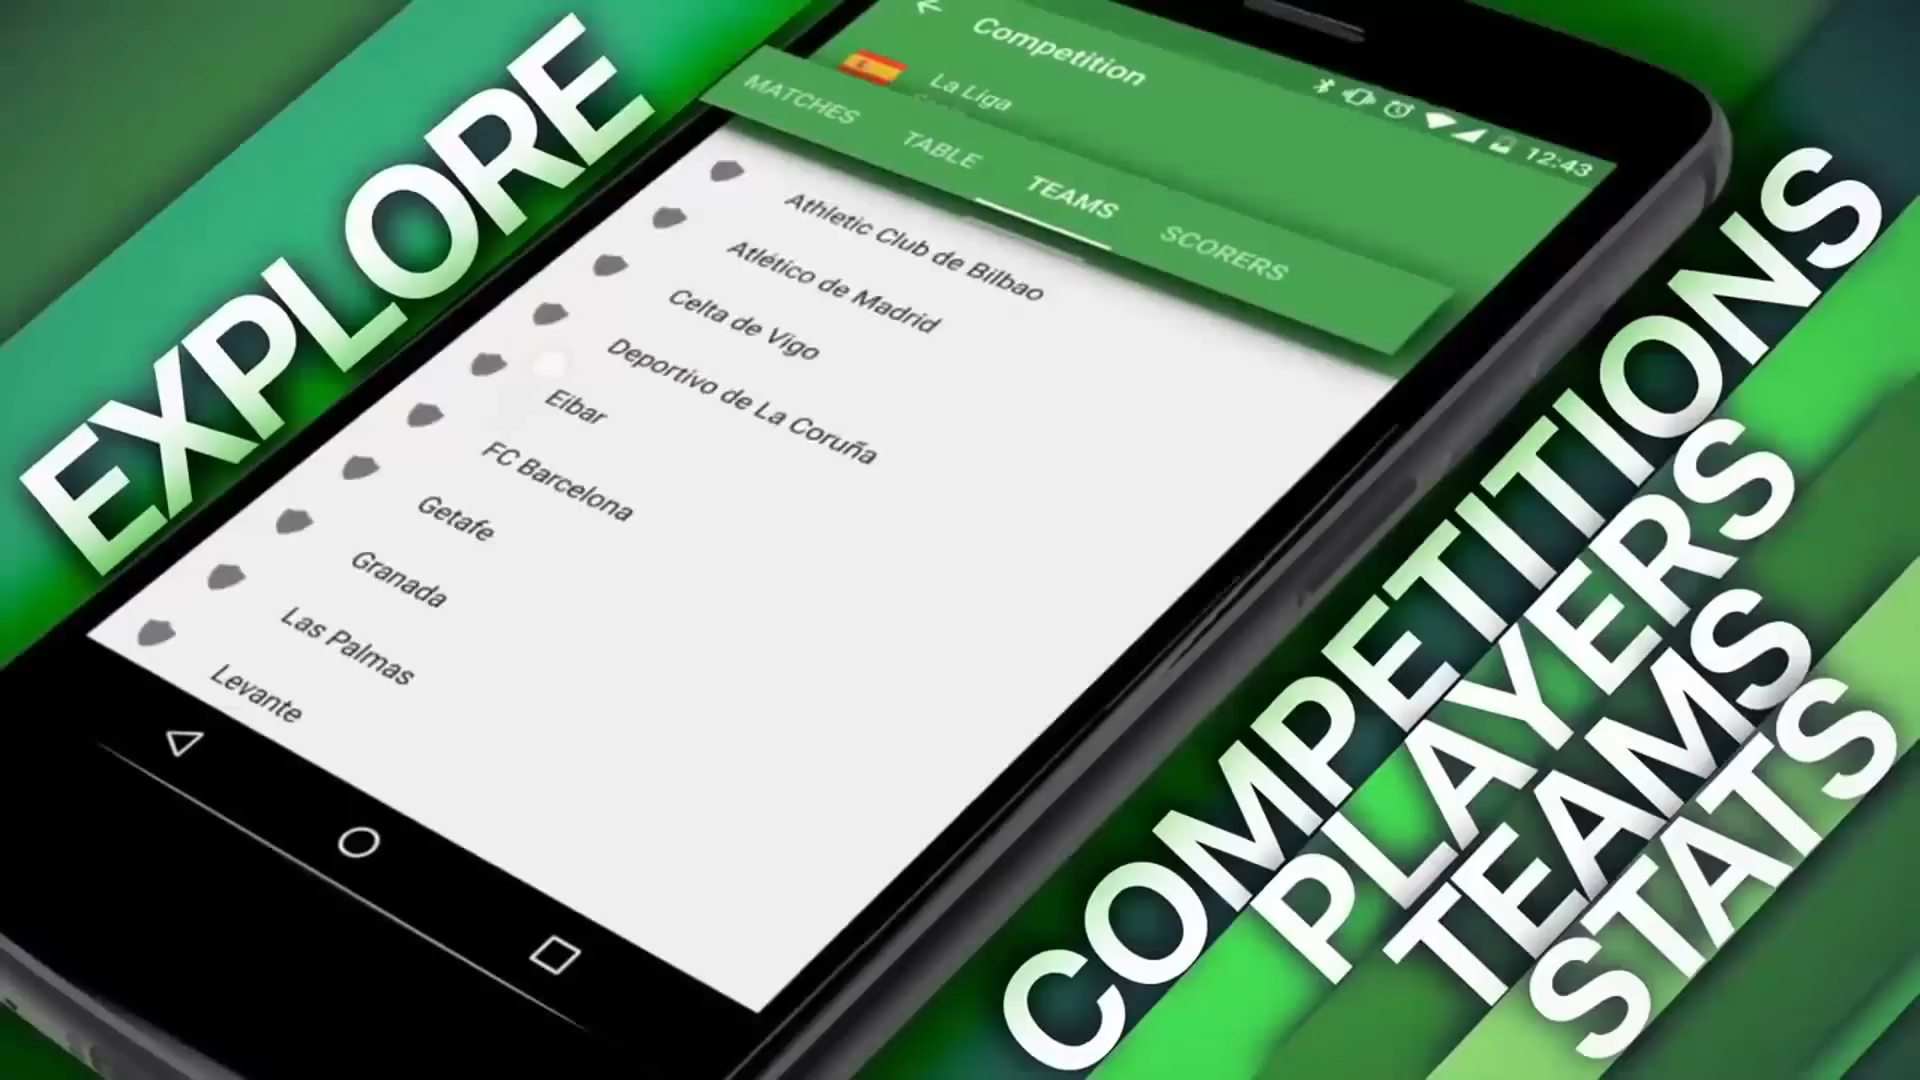 EXPLORE
Competition
12:43
La Liga
MATCHES
TABLE
TEAMS
SCORERS
Athletic Club de Bilbao
Atlético de Madrid
Celta de Vigo
Deportivo de La Coruña
Eibar
FC Barcelona
Getafe
Granada
Las Palmas
Levante
COMPETITIONS
PLAYERS
TEAMS
STATS